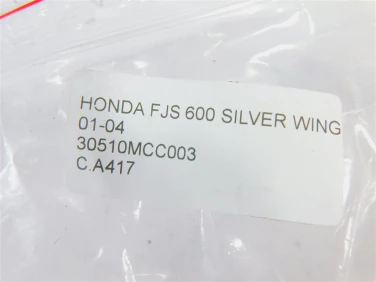 HONDA FJS 600 SILVER WING
01-04
30510MCC003
C.A417